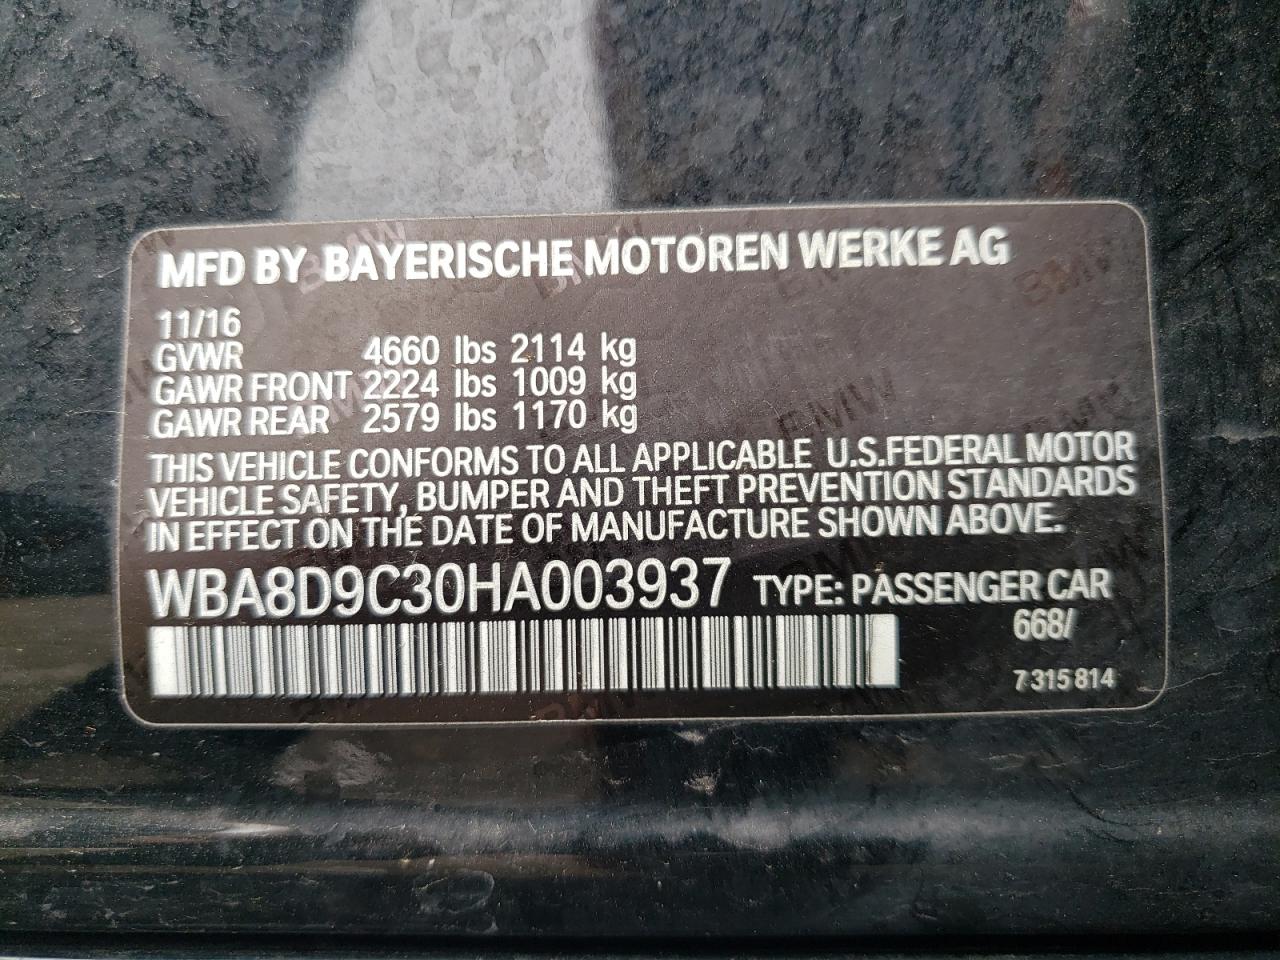 MFD BY BAYERISCHE MOTOREN WERKE AG
11/16
GVWR 4660 lbs 2114 kg
GAWR FRONT 2224 lbs 1009 kg
GAWR REAR 2579 lbs 1170 kg
THIS VEHICLE CONFORMS TO ALL APPLICABLE U.S.FEDERAL MOTOR
VEHICLE SAFETY, BUMPER AND THEFT PREVENTION STANDARDS
IN EFFECT ON THE DATE OF MANUFACTURE SHOWN ABOVE.
WBA8D9C30HA003937 TYPE: PASSENGER CAR
668/
7 315 814